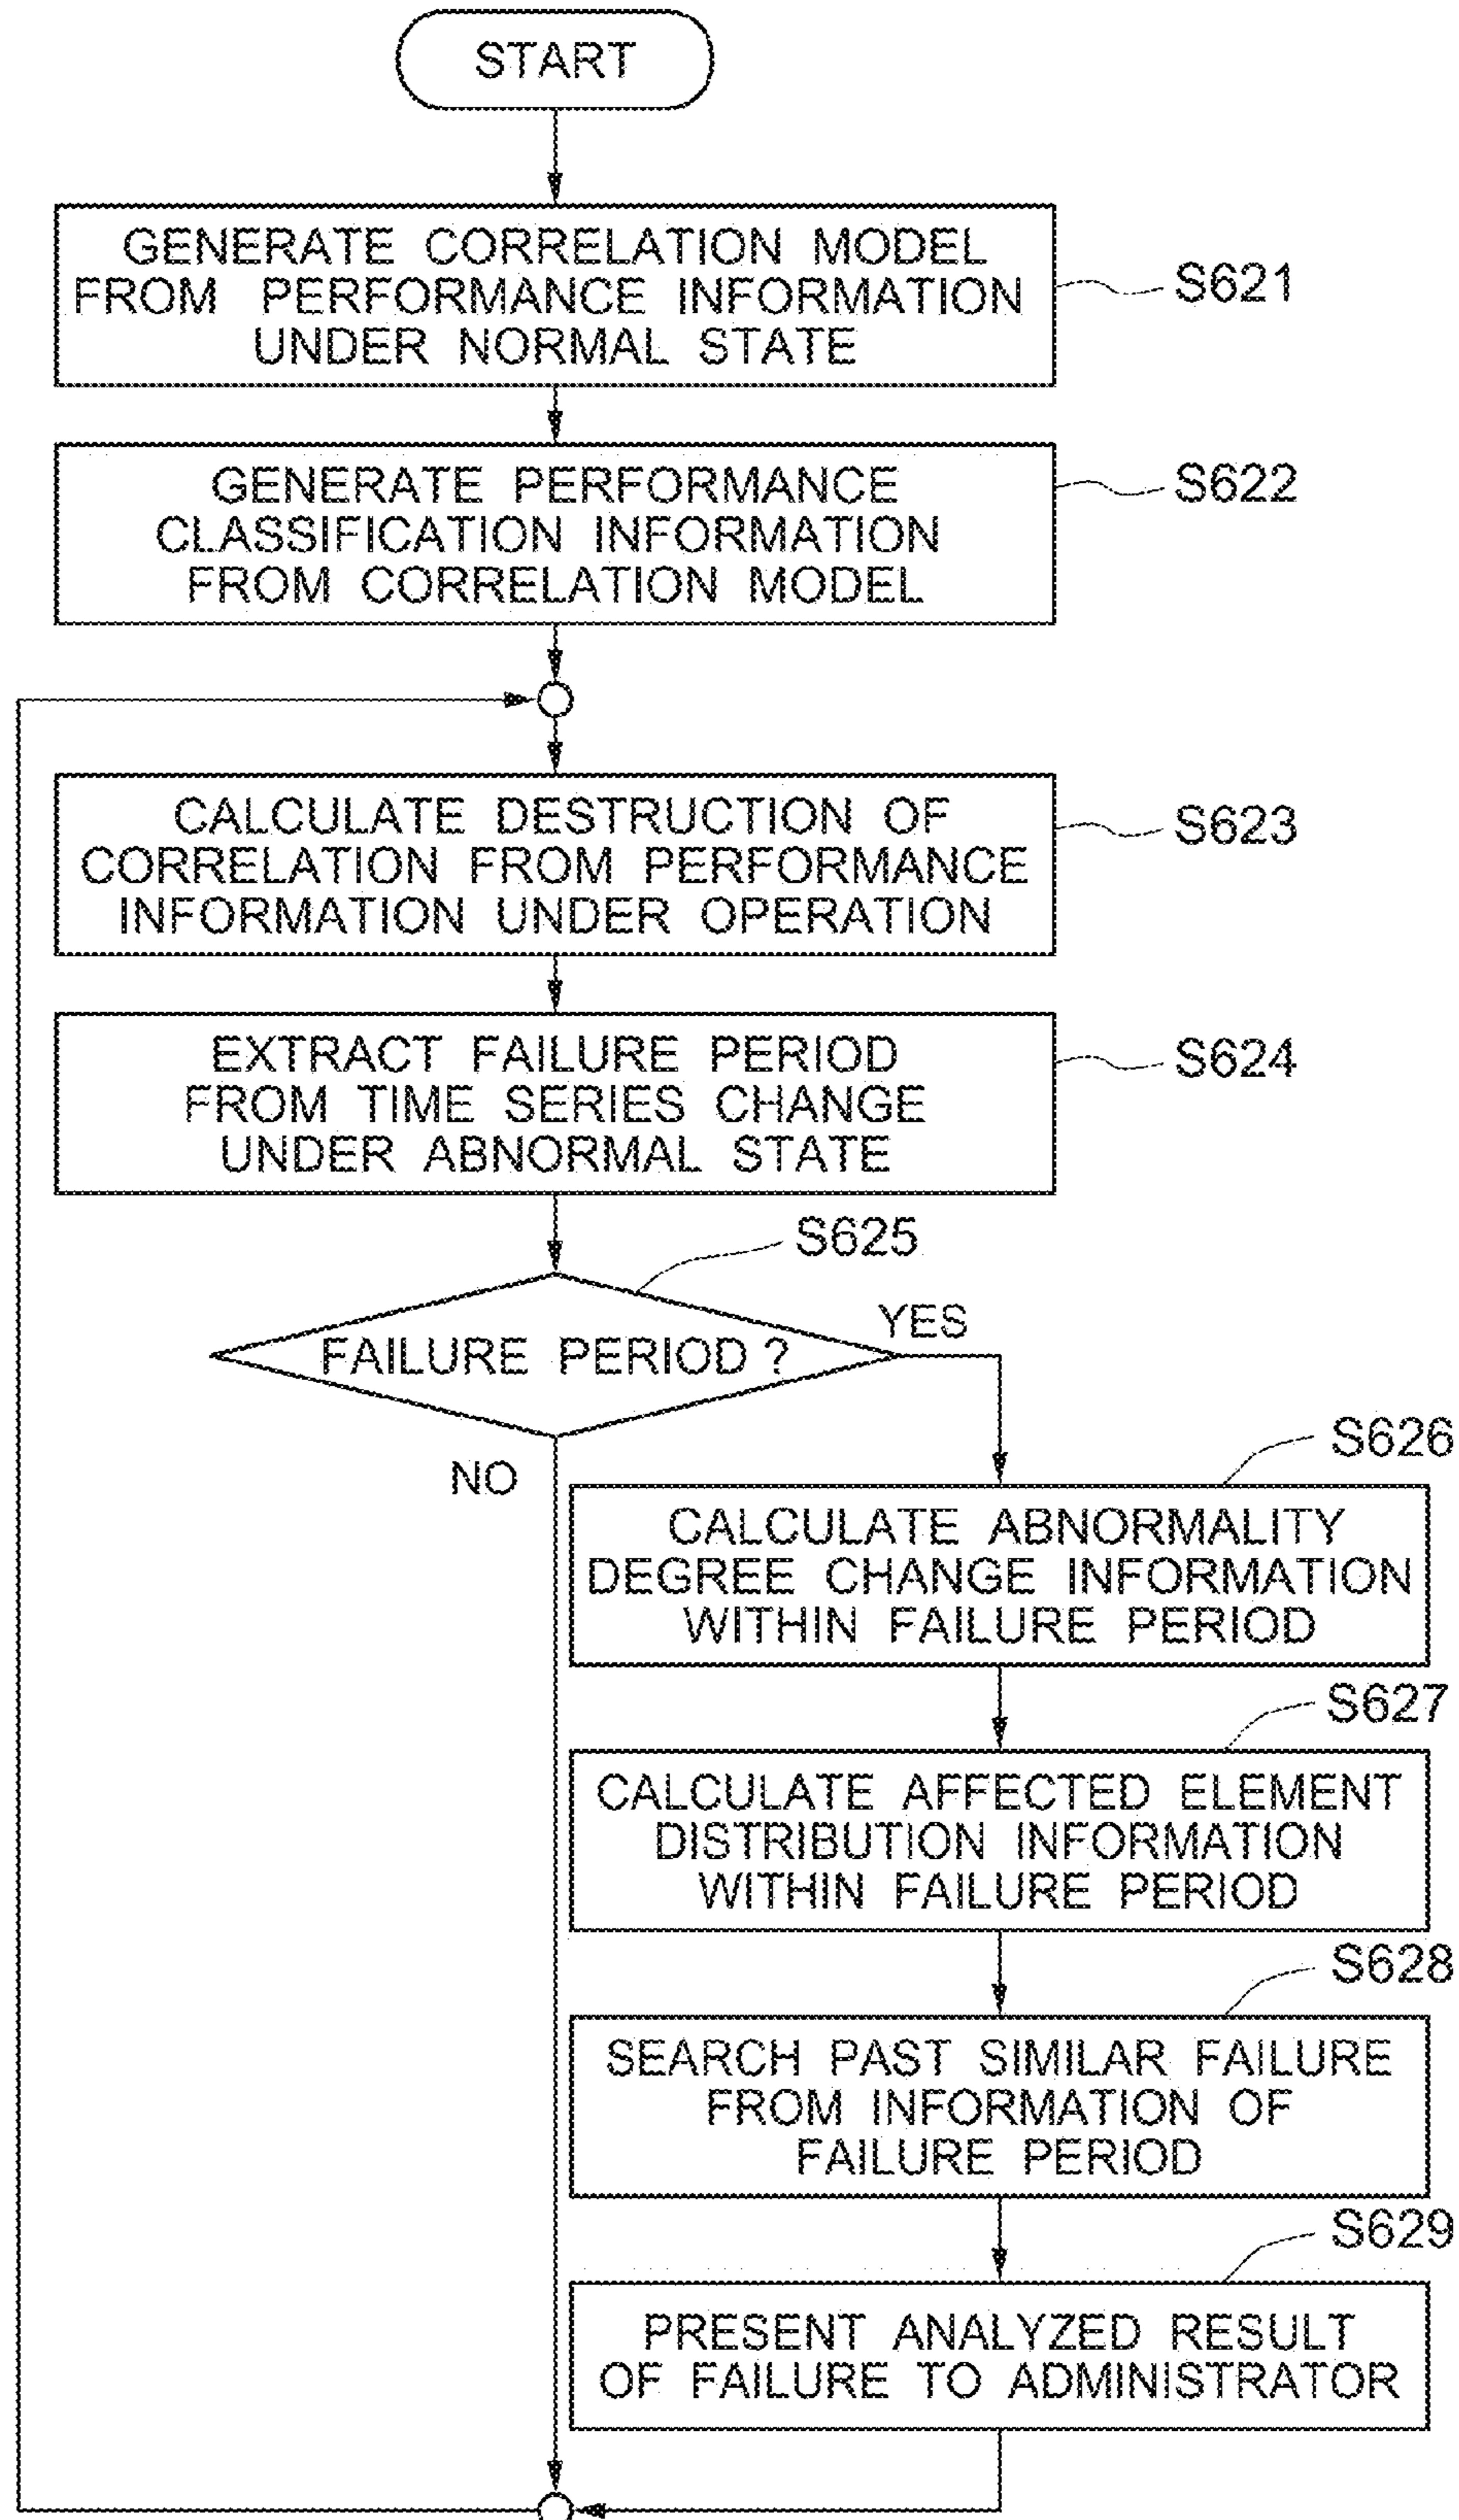 START
GENERATE CORRELATION MODEL
FROM PERFORMANCE INFORMATION
UNDER NORMAL STATE
S621
GENERATE PERFORMANCE
CLASSIFICATION INFORMATION
FROM CORRELATION MODEL
S622
CALCULATE DESTRUCTION OF
CORRELATION FROM PERFORMANCE
INFORMATION UNDER OPERATION
S623
EXTRACT FAILURE PERIOD
FROM TIME SERIES CHANGE
UNDER ABNORMAL STATE
S624
S625
FAILURE PERIOD ?
YES
NO
S626
CALCULATE ABNORMALITY
DEGREE CHANGE INFORMATION
WITHIN FAILURE PERIOD
S627
CALCULATE AFFECTED ELEMENT
DISTRIBUTION INFORMATION
WITHIN FAILURE PERIOD
S628
SEARCH PAST SIMILAR FAILURE
FROM INFORMATION OF
FAILURE PERIOD
S629
PRESENT ANALYZED RESULT
OF FAILURE TO ADMINISTRATOR